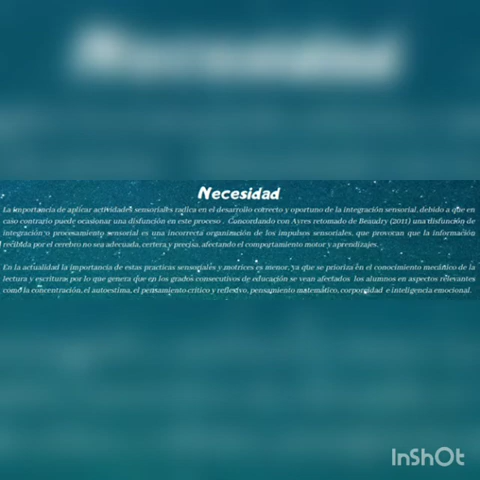 Necesidad
La importancia de aplicar actividades sensoriales radica en el desarrollo correcto y oportuno de la integración sensorial, debido a que en
caso contrario puede ocasionar una disfunción en este proceso . Concordando con Ayres retomado de Beaudry (2011) una disfunción de
integración o procesamiento sensorial es una incorrecta organización de los impulsos sensoriales, que provocan que la información
recibida por el cerebro no sea adecuada, certera y precisa, afectando el comportamiento motor y aprendizajes.
En la actualidad la importancia de estas practicas sensoriales y motrices es menor, ya que se prioriza en el conocimiento mecánico de la
lectura y escrituras por lo que genera que en los grados consecutivos de educación se vean afectados los alumnos en aspectos relevantes
como la concentración, el autoestima, el pensamiento crítico y reflexivo, pensamiento matemático, corporeidad e inteligencia emocional.
InShOt